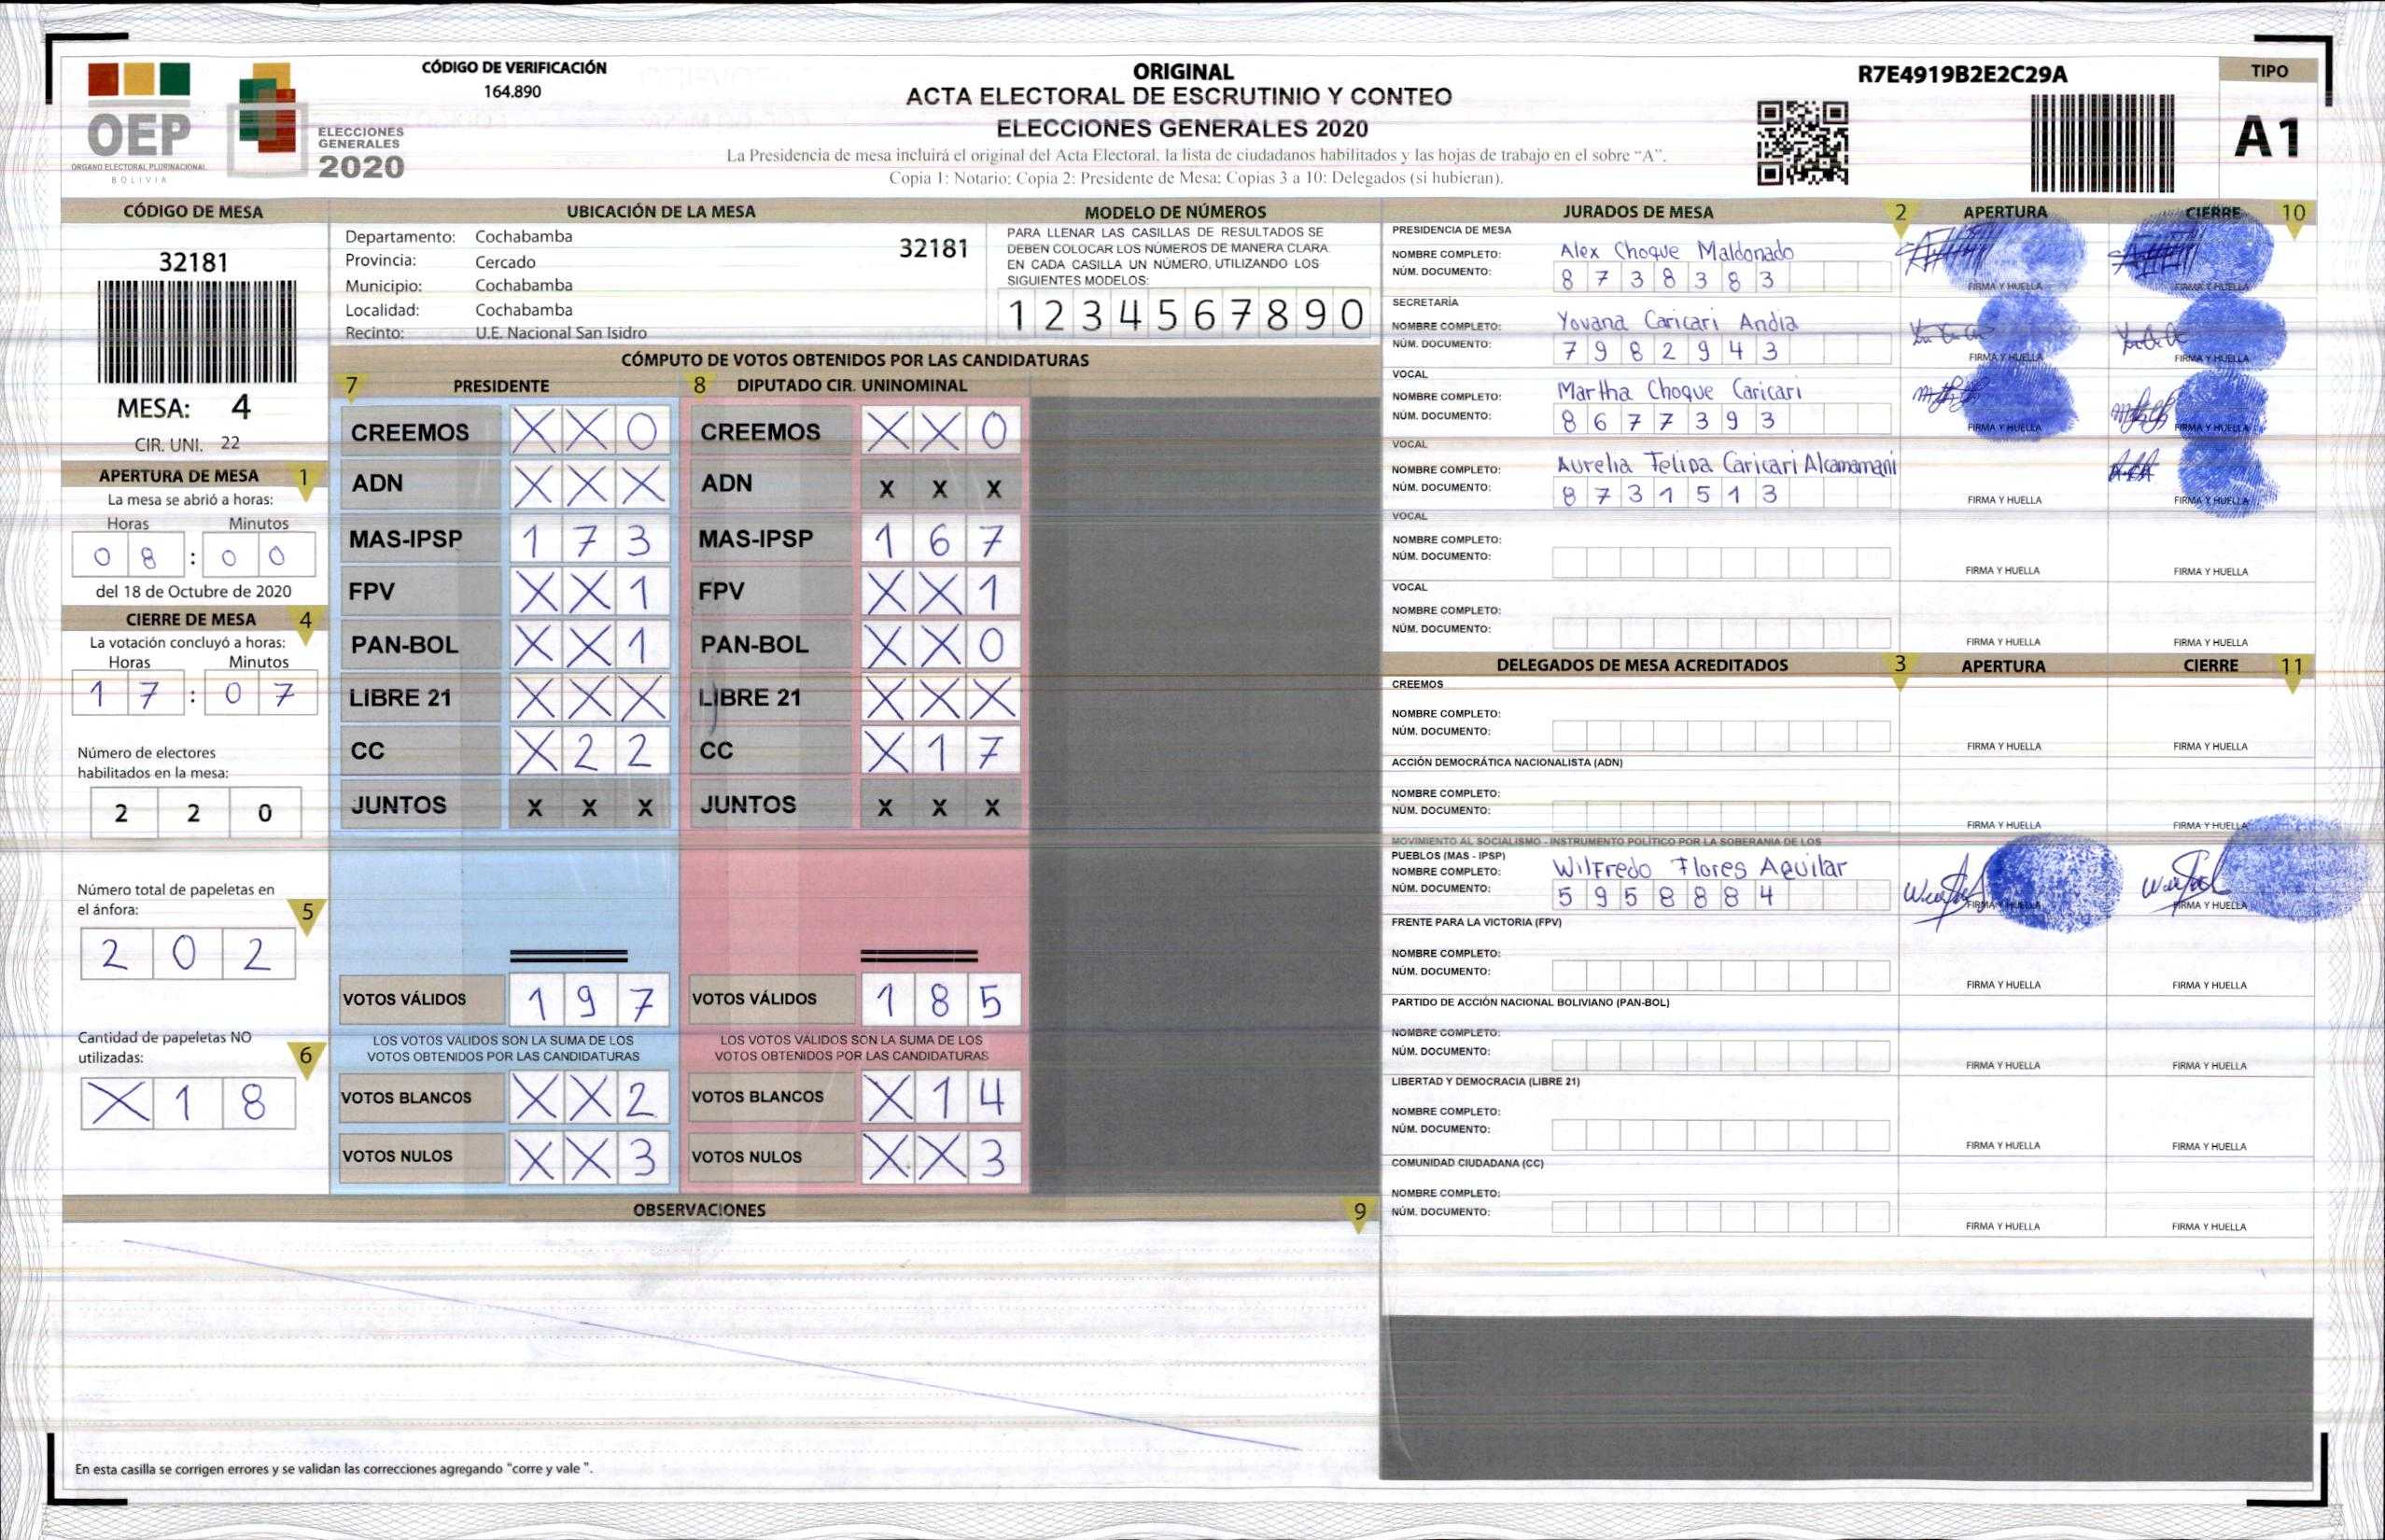 CÓDIGO DE VERIFICACIÓN
164.890
OEP
ÓRGANO ELECTORAL PLURINACIONAL
BOLIVIA
ELECCIONES
GENERALES
2020
ORIGINAL
ACTA ELECTORAL DE ESCRUTINIO Y CONTEO
ELECCIONES GENERALES 2020
La Presidencia de mesa incluirá el original del Acta Electoral, la lista de ciudadanos habilitados y las hojas de trabajo en el sobre "A".
Copia 1: Notario; Copia 2: Presidente de Mesa; Copias 3 a 10: Delegados (si hubieran).
R7E4919B2E2C29A
TIPO
A1
CÓDIGO DE MESA
32181
MESA: 4
CIR. UNI. 22
APERTURA DE MESA 1
La mesa se abrió a horas:
Horas Minutos
0 8 : 0 0
del 18 de Octubre de 2020
CIERRE DE MESA 4
La votación concluyó a horas:
Horas Minutos
1 7 : 0 7
Número de electores
habilitados en la mesa:
2 2 0
Número total de papeletas en
el ánfora: 5
2 0 2
Cantidad de papeletas NO
utilizadas: 6
X 1 8
UBICACIÓN DE LA MESA
Departamento: Cochabamba 32181
Provincia: Cercado
Municipio: Cochabamba
Localidad: Cochabamba
Recinto: U.E. Nacional San Isidro
MODELO DE NÚMEROS
PARA LLENAR LAS CASILLAS DE RESULTADOS SE
DEBEN COLOCAR LOS NÚMEROS DE MANERA CLARA
EN CADA CASILLA UN NÚMERO, UTILIZANDO LOS
SIGUIENTES MODELOS:
1 2 3 4 5 6 7 8 9 0
CÓMPUTO DE VOTOS OBTENIDOS POR LAS CANDIDATURAS
7 PRESIDENTE 8 DIPUTADO CIR. UNINOMINAL
CREEMOS X X 0 CREEMOS X X 0
ADN X X X ADN X X X
MAS-IPSP 1 7 3 MAS-IPSP 1 6 7
FPV X X 1 FPV X X 1
PAN-BOL X X 1 PAN-BOL X X 0
LIBRE 21 X X X LIBRE 21 X X X
CC X 2 2 CC X 1 7
JUNTOS X X X JUNTOS X X X
VOTOS VÁLIDOS 1 9 7 VOTOS VÁLIDOS 1 8 5
LOS VOTOS VÁLIDOS SON LA SUMA DE LOS LOS VOTOS VÁLIDOS SON LA SUMA DE LOS
VOTOS OBTENIDOS POR LAS CANDIDATURAS VOTOS OBTENIDOS POR LAS CANDIDATURAS
VOTOS BLANCOS X X 2 VOTOS BLANCOS X 1 4
VOTOS NULOS X X 3 VOTOS NULOS X X 3
OBSERVACIONES 9
En esta casilla se corrigen errores y se validan las correcciones agregando "corre y vale ".
JURADOS DE MESA 2 APERTURA CIERRE 10
PRESIDENCIA DE MESA
NOMBRE COMPLETO: Alex Choque Maldonado
NÚM. DOCUMENTO: 8 7 3 8 3 8 3
FIRMA Y HUELLA FIRMA Y HUELLA
SECRETARÍA
NOMBRE COMPLETO: Yovana Caricari Andia
NÚM. DOCUMENTO: 7 9 8 2 9 4 3
FIRMA Y HUELLA FIRMA Y HUELLA
VOCAL
NOMBRE COMPLETO: Martha Choque Caricari
NÚM. DOCUMENTO: 8 6 7 7 3 9 3
FIRMA Y HUELLA FIRMA Y HUELLA
VOCAL
NOMBRE COMPLETO: Aurelia Felipa Caricari Alcamamani
NÚM. DOCUMENTO: 8 7 3 1 5 1 3
FIRMA Y HUELLA FIRMA Y HUELLA
VOCAL
NOMBRE COMPLETO:
NÚM. DOCUMENTO:
FIRMA Y HUELLA FIRMA Y HUELLA
VOCAL
NOMBRE COMPLETO:
NÚM. DOCUMENTO:
FIRMA Y HUELLA FIRMA Y HUELLA
DELEGADOS DE MESA ACREDITADOS 3 APERTURA CIERRE 11
CREEMOS
NOMBRE COMPLETO:
NÚM. DOCUMENTO:
FIRMA Y HUELLA FIRMA Y HUELLA
ACCIÓN DEMOCRÁTICA NACIONALISTA (ADN)
NOMBRE COMPLETO:
NÚM. DOCUMENTO:
FIRMA Y HUELLA FIRMA Y HUELLA
MOVIMIENTO AL SOCIALISMO - INSTRUMENTO POLÍTICO POR LA SOBERANIA DE LOS
PUEBLOS (MAS - IPSP)
NOMBRE COMPLETO: Wilfredo Flores Aguilar
NÚM. DOCUMENTO: 5 9 5 8 8 8 4
FIRMA Y HUELLA FIRMA Y HUELLA
FRENTE PARA LA VICTORIA (FPV)
NOMBRE COMPLETO:
NÚM. DOCUMENTO:
FIRMA Y HUELLA FIRMA Y HUELLA
PARTIDO DE ACCIÓN NACIONAL BOLIVIANO (PAN-BOL)
NOMBRE COMPLETO:
NÚM. DOCUMENTO:
FIRMA Y HUELLA FIRMA Y HUELLA
LIBERTAD Y DEMOCRACIA (LIBRE 21)
NOMBRE COMPLETO:
NÚM. DOCUMENTO:
FIRMA Y HUELLA FIRMA Y HUELLA
COMUNIDAD CIUDADANA (CC)
NOMBRE COMPLETO:
NÚM. DOCUMENTO:
FIRMA Y HUELLA FIRMA Y HUELLA